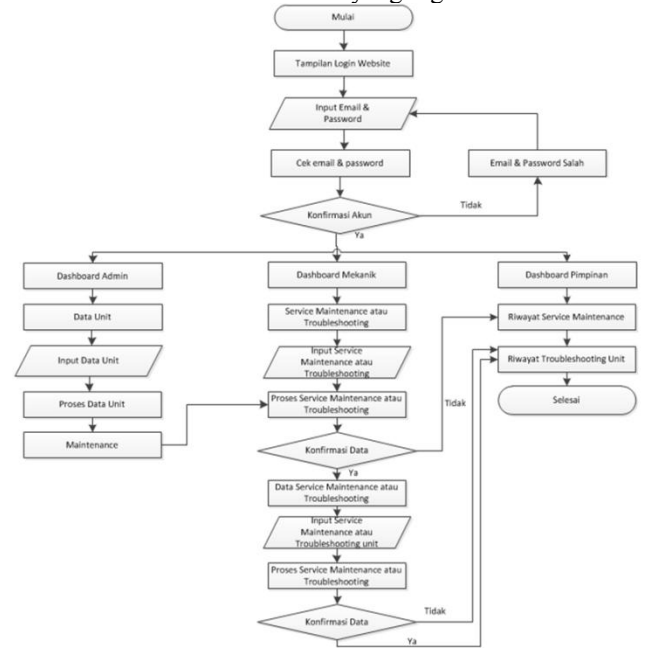 Mulai
Tampilan Login Website
Input Email &
Password
Cek email & password
Email & Password Salah
Konfirmasi Akun
Tidak
Ya
Dashboard Admin
Data Unit
Input Data Unit
Proses Data Unit
Maintenance
Dashboard Mekanik
Service Maintenance atau
Troubleshooting
Input Service
Maintenance atau
Troubleshooting
Proses Service Maintenance atau
Troubleshooting
Konfirmasi Data
Tidak
Ya
Data Service Maintenance atau
Troubleshooting
Input Service
Maintenance atau
Troubleshooting unit
Proses Service Maintenance atau
Troubleshooting
Konfirmasi Data
Tidak
Ya
Dashboard Pimpinan
Riwayat Service Maintenance
Riwayat Troubleshooting Unit
Selesai